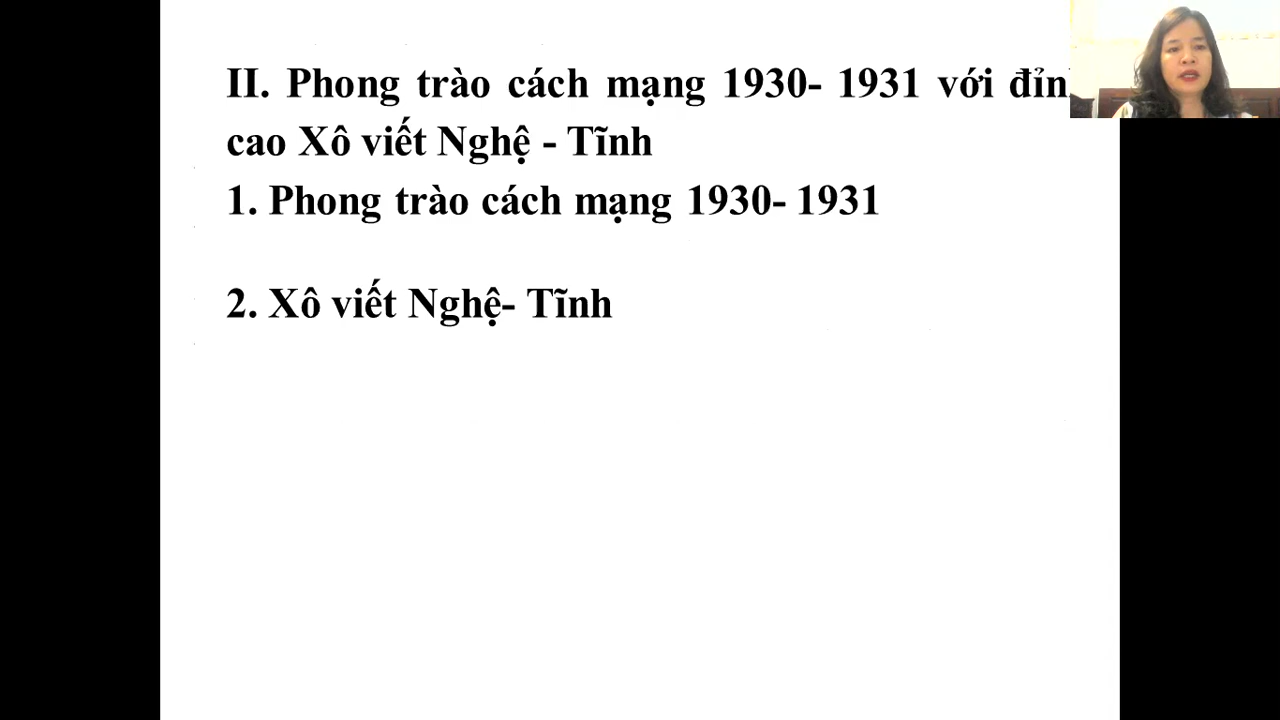 II. Phong trào cách mạng 1930- 1931 với
cao Xô viết Nghệ - Tĩnh
1. Phong trào cách mạng 1930- 1931
2. Xô viết Nghệ- Tĩnh